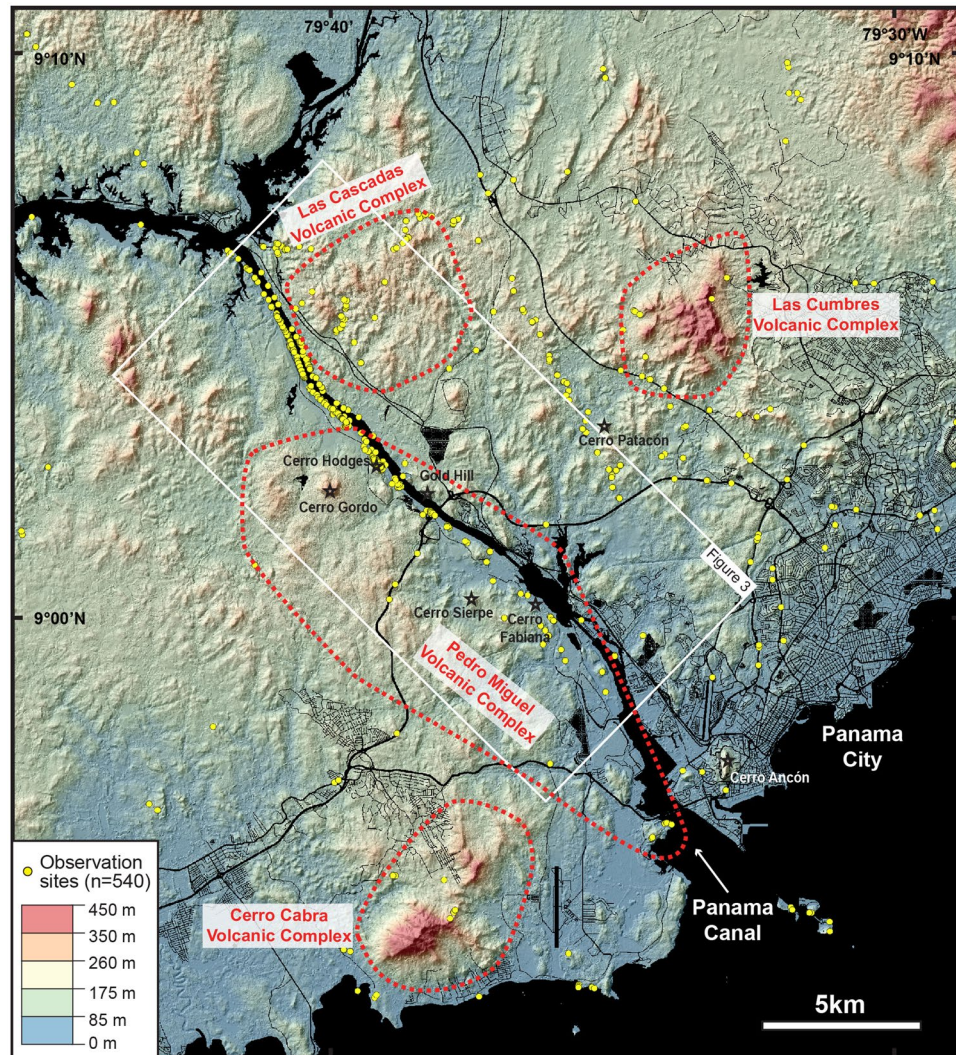 79°40'
79°30'W
9°10'N
9°10'N
Las Cascadas
Volcanic Complex
Las Cumbres
Volcanic Complex
Cerro Patacón
Cerro Hodges
Gold Hill
Cerro Gordo
Figure 3
9°00'N
Cerro Sierpe
Cerro
Fabiana
Pedro Miguel
Volcanic Complex
Panama
City
Cerro Ancón
Observation
sites (n=540)
450 m
350 m
260 m
175 m
85 m
0 m
Cerro Cabra
Volcanic Complex
Panama
Canal
5km